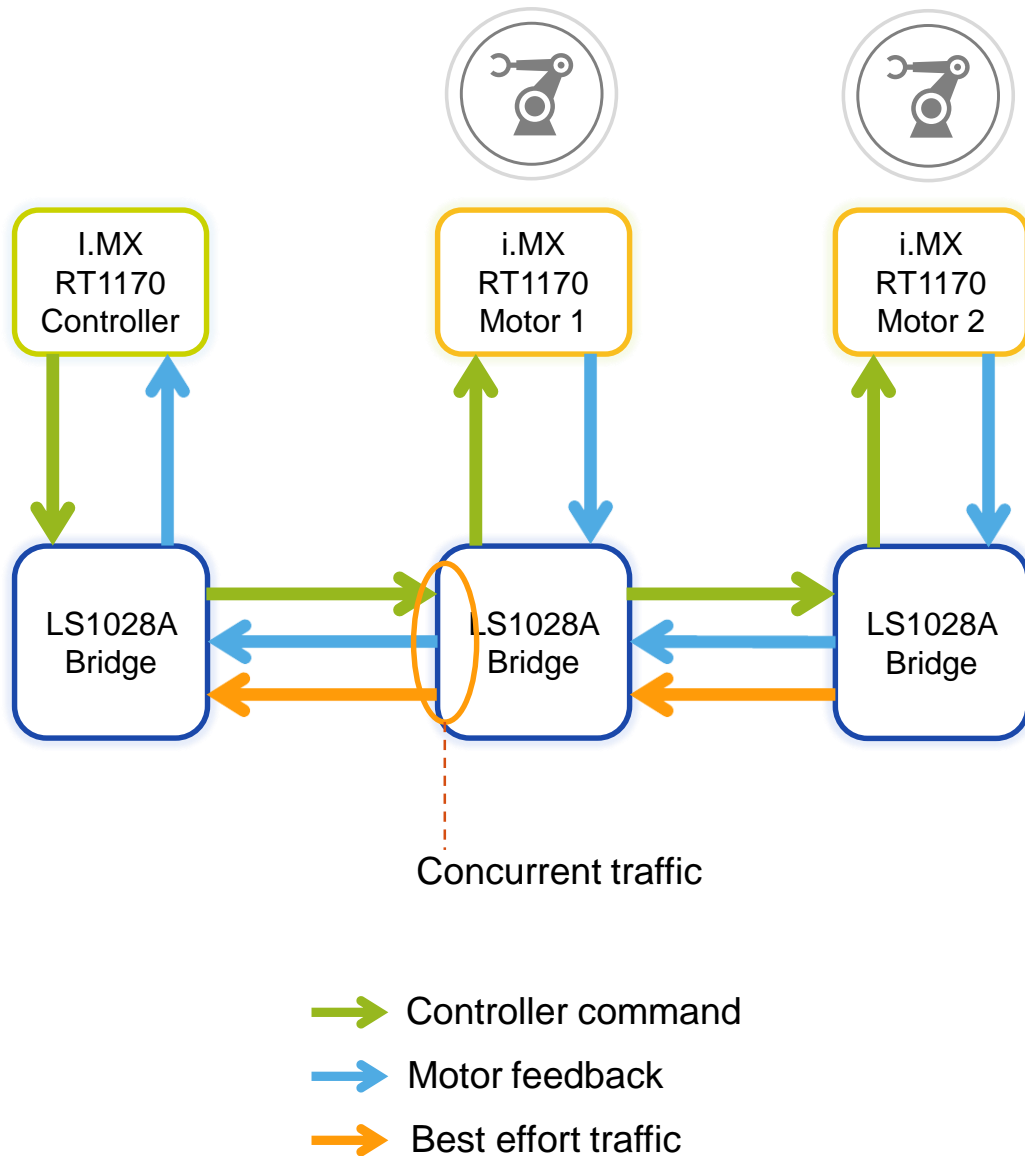 I.MX
RT1170
Controller
i.MX
RT1170
Motor 1
i.MX
RT1170
Motor 2
LS1028A
Bridge
LS1028A
Bridge
LS1028A
Bridge
Concurrent traffic
Controller command
Motor feedback
Best effort traffic